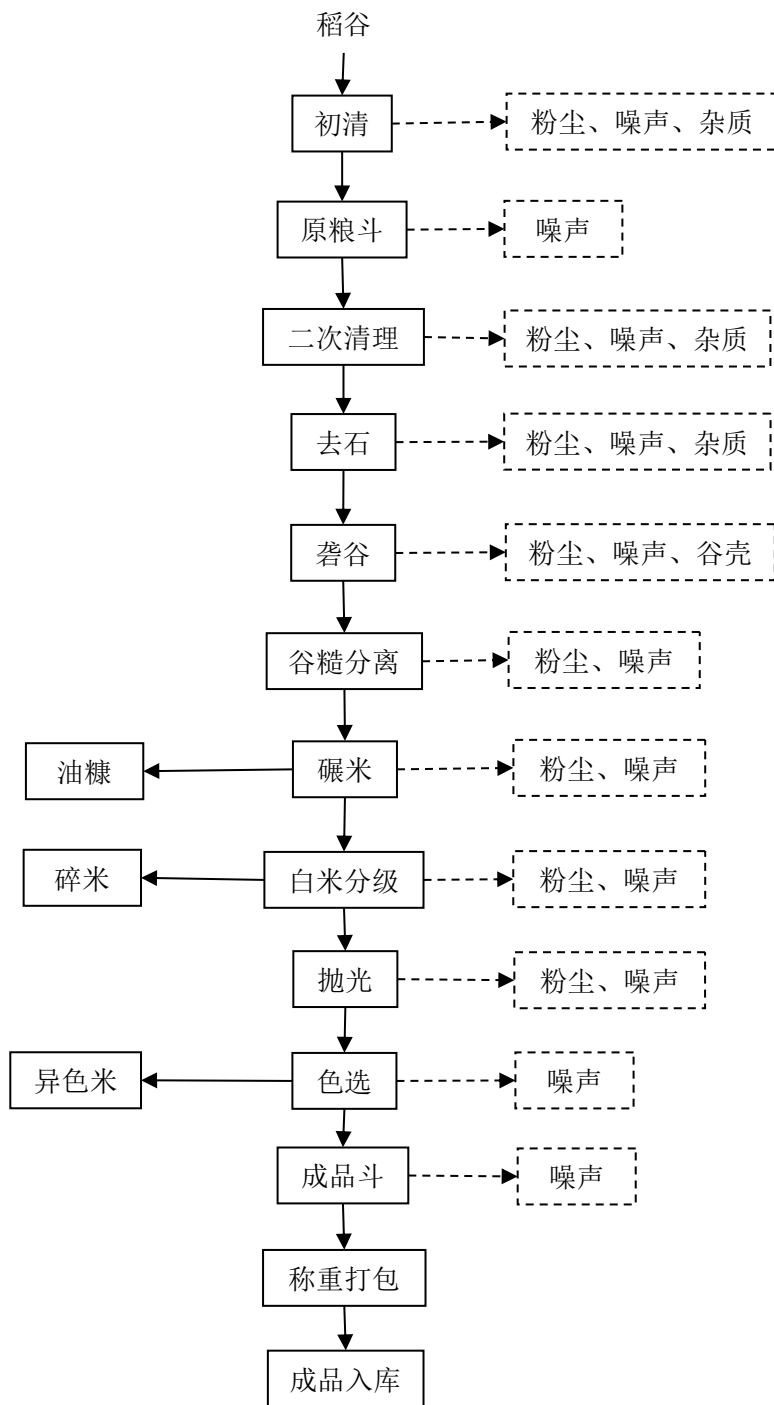 稻谷
初清
粉尘、噪声、杂质
原粮斗
噪声
二次清理
粉尘、噪声、杂质
去石
粉尘、噪声、杂质
砻谷
粉尘、噪声、谷壳
谷糙分离
粉尘、噪声
油糠
碾米
粉尘、噪声
碎米
白米分级
粉尘、噪声
抛光
粉尘、噪声
异色米
色选
噪声
成品斗
噪声
称重打包
成品入库